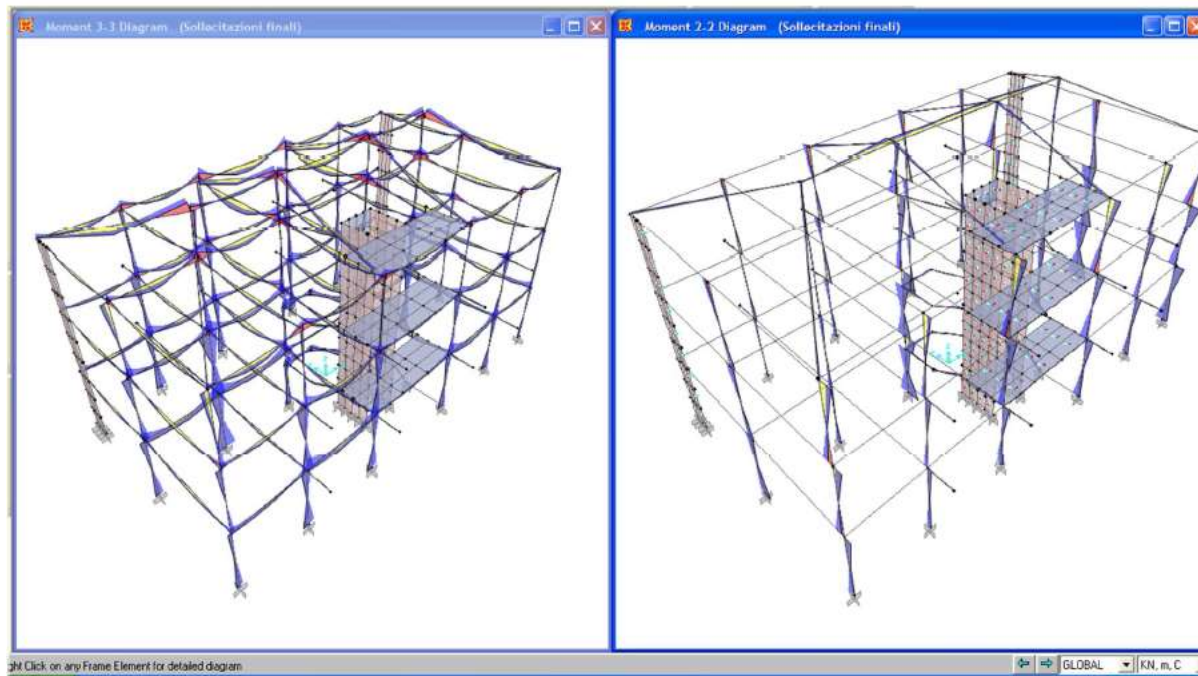 Moment 3-3 Diagram (Sollecitazioni finali)
Moment 2-2 Diagram (Sollecitazioni finali)
ght Click on any Frame Element for detailed diagram
GLOBAL
KN, m, C